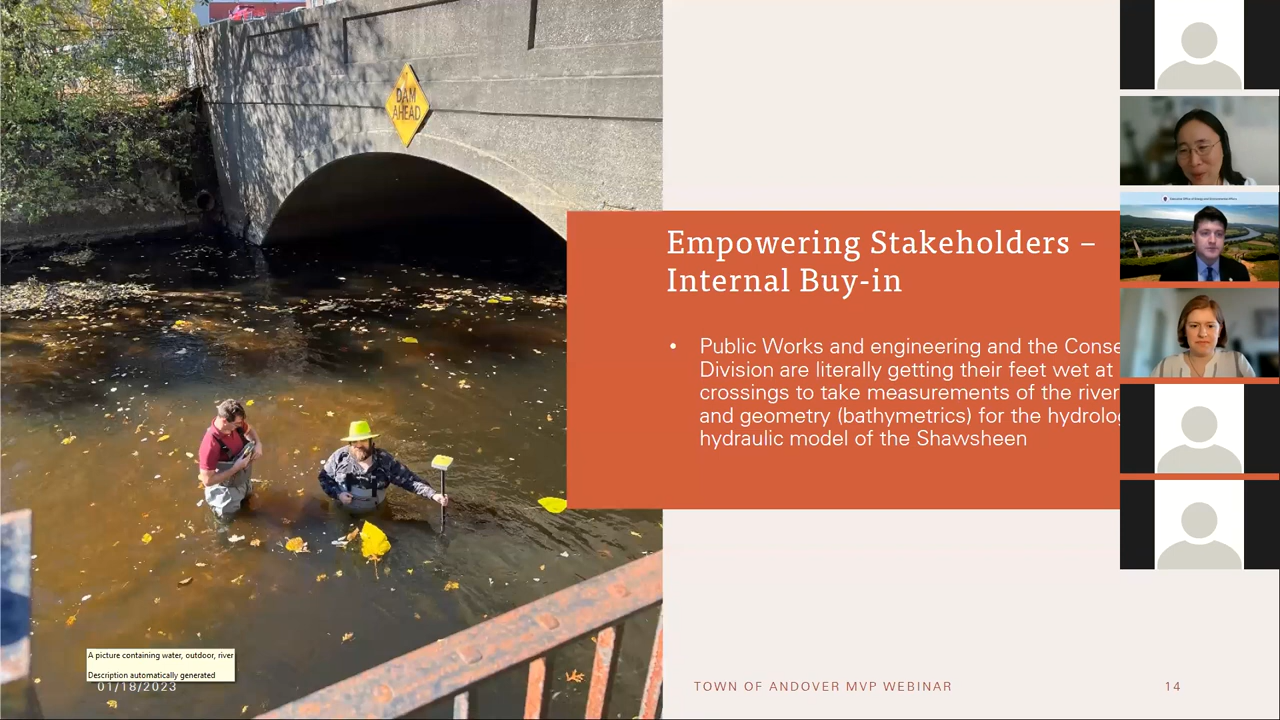 DAM
AHEAD
Empowering Stakeholders –
Internal Buy-in
• Public Works and engineering and the Conse
Division are literally getting their feet wet at
crossings to take measurements of the river
and geometry (bathymetrics) for the hydrolog
hydraulic model of the Shawsheen
A picture containing water, outdoor, river
Description automatically generated
01/18/2023
TOWN OF ANDOVER MVP WEBINAR
14